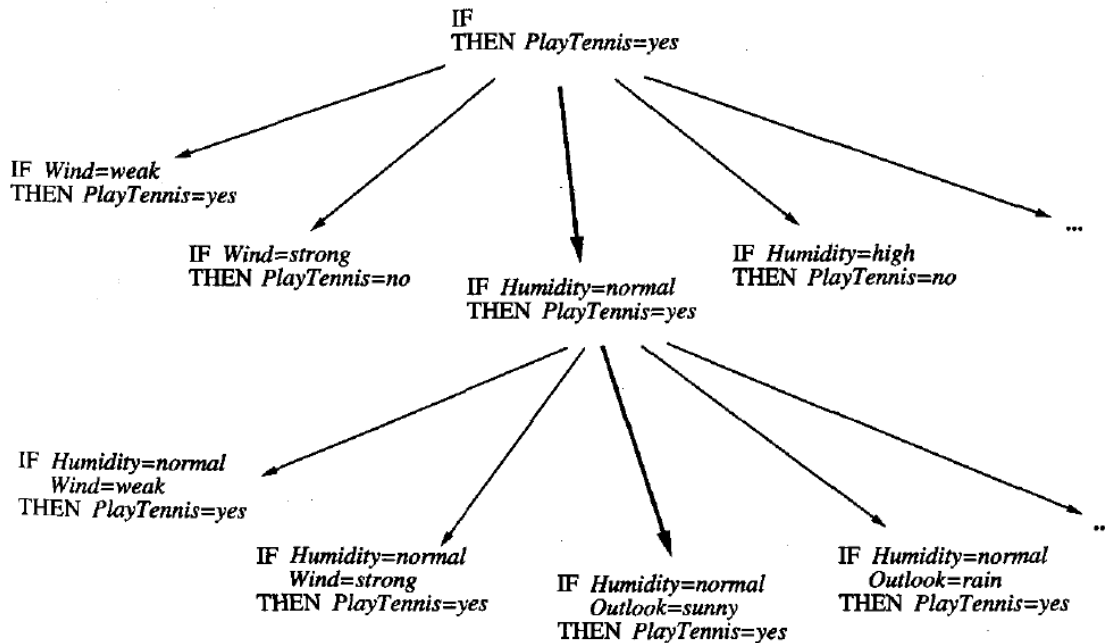 IF
THEN PlayTennis=yes
IF Wind=weak
THEN PlayTennis=yes
IF Wind=strong
THEN PlayTennis=no
IF Humidity=normal
THEN PlayTennis=yes
IF Humidity=high
THEN PlayTennis=no
...
IF Humidity=normal
Wind=weak
THEN PlayTennis=yes
IF Humidity=normal
Wind=strong
THEN PlayTennis=yes
IF Humidity=normal
Outlook=sunny
THEN PlayTennis=yes
IF Humidity=normal
Outlook=rain
THEN PlayTennis=yes
..